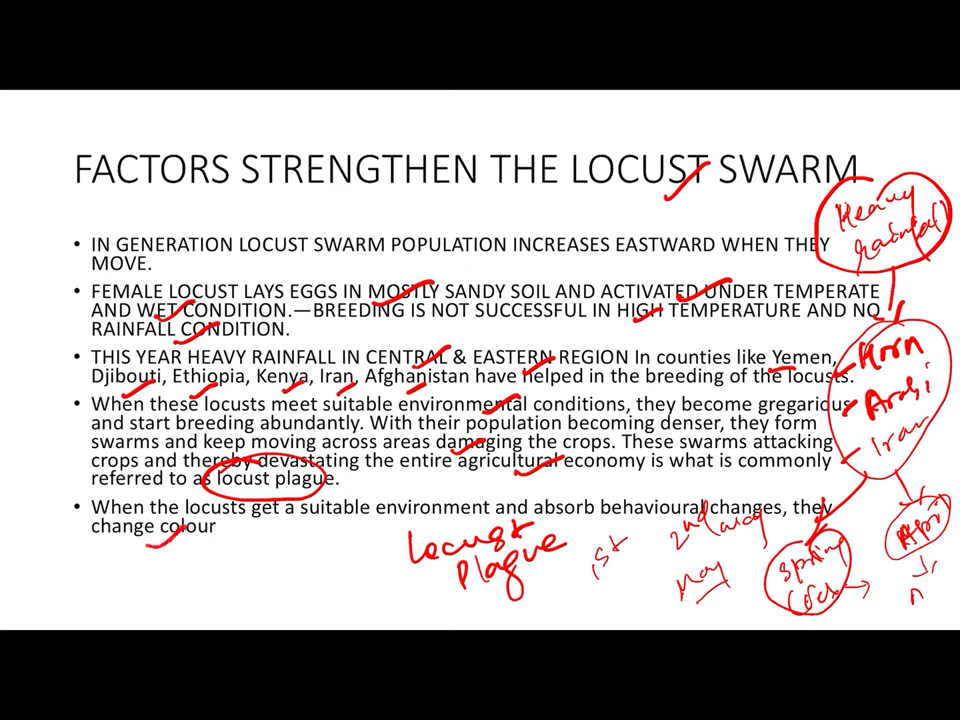 FACTORS STRENGTHEN THE LOCUST SWARM
• IN GENERATION LOCUST SWARM POPULATION INCREASES EASTWARD WHEN THEY
MOVE.
• FEMALE LOCUST LAYS EGGS IN MOSTLY SANDY SOIL AND ACTIVATED UNDER TEMPERATE
AND WET CONDITION.—BREEDING IS NOT SUCCESSFUL IN HIGH TEMPERATURE AND NO
RAINFALL CONDITION.
• THIS YEAR HEAVY RAINFALL IN CENTRAL & EASTERN REGION In counties like Yemen,
Djibouti, Ethiopia, Kenya, Iran, Afghanistan have helped in the breeding of the locusts.
• When these locusts meet suitable environmental conditions, they become gregarious
and start breeding abundantly. With their population becoming denser, they form
swarms and keep moving across areas damaging the crops. These swarms attacking
crops and thereby devastating the entire agricultural economy is what is commonly
referred to as locust plague.
• When the locusts get a suitable environment and absorb behavioural changes, they
change colour
Heavy
rainfall
Horn
Arabi
Iran
Locust
Plague
1st
2nd
May
Spring
April